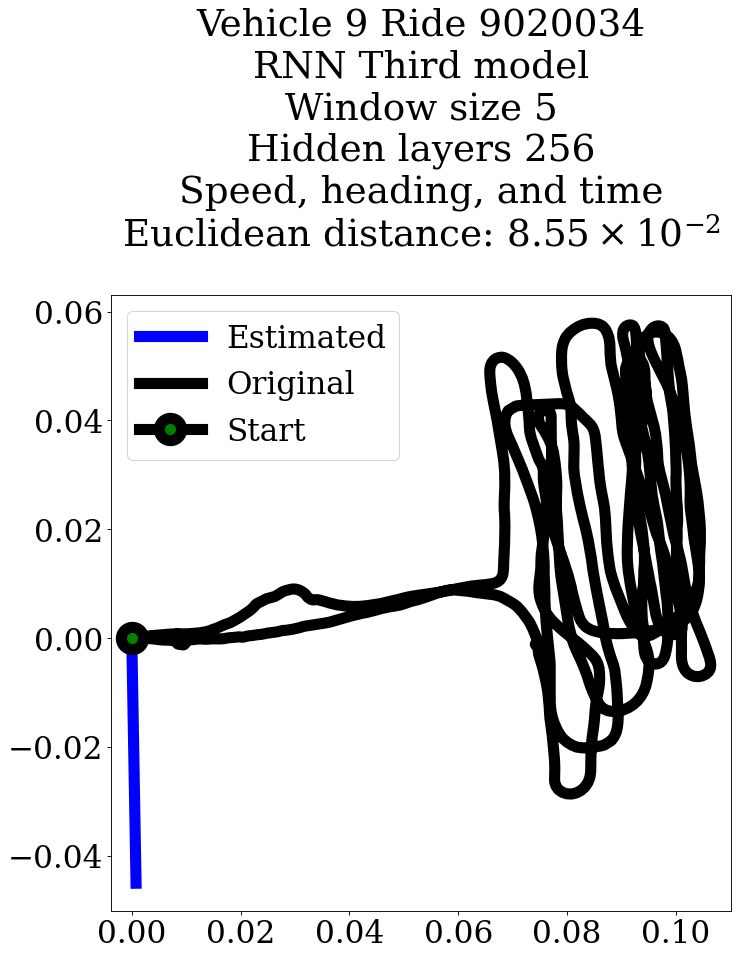 Vehicle 9 Ride 9020034
RNN Third model
Window size 5
Hidden layers 256
Speed, heading, and time
Euclidean distance: 8.55 × 10⁻²
0.06
Estimated
Original
0.04
Start
0.02
0.00
−0.02
−0.04
0.00 0.02 0.04 0.06 0.08 0.10